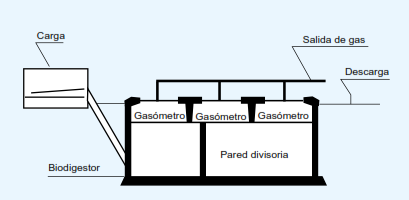 Carga
Salida de gas
Descarga
Gasómetro
Gasómetro
Gasómetro
Pared divisoria
Biodigestor